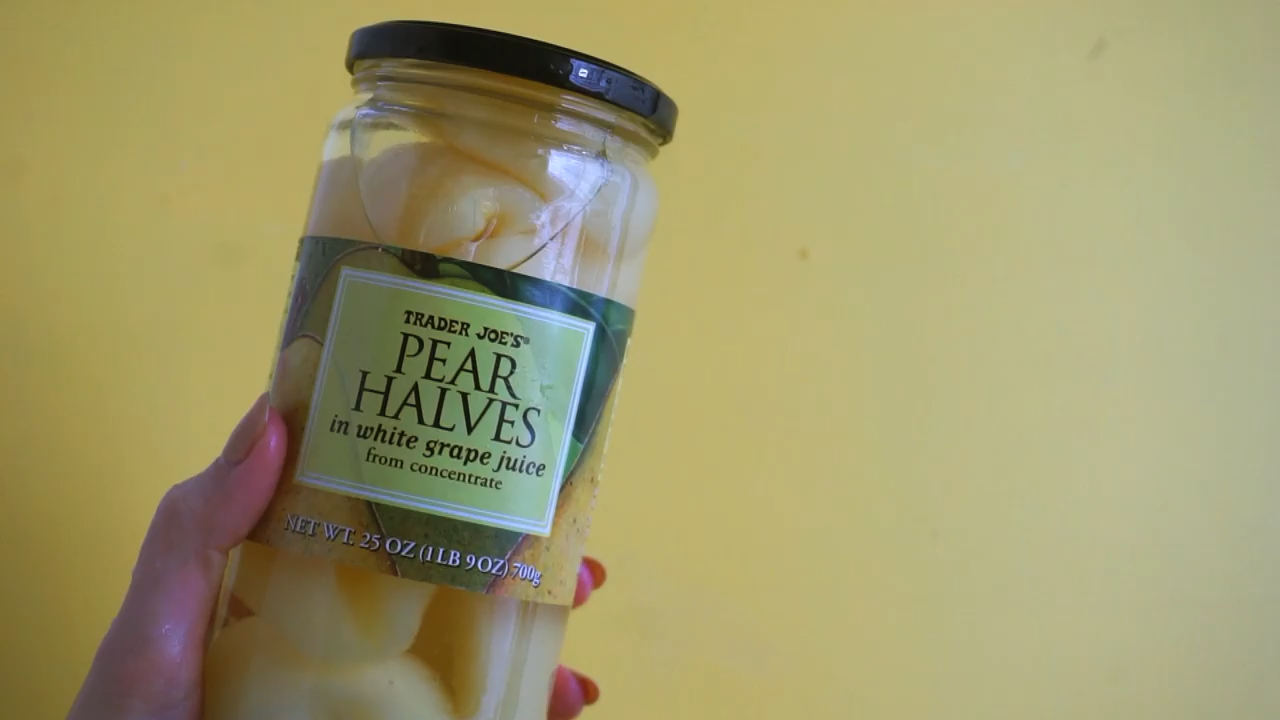 TRADER JOE'S®
PEAR
HALVES
in white grape juice
from concentrate
NET WT. 25 OZ (1 LB 9 OZ) 700g